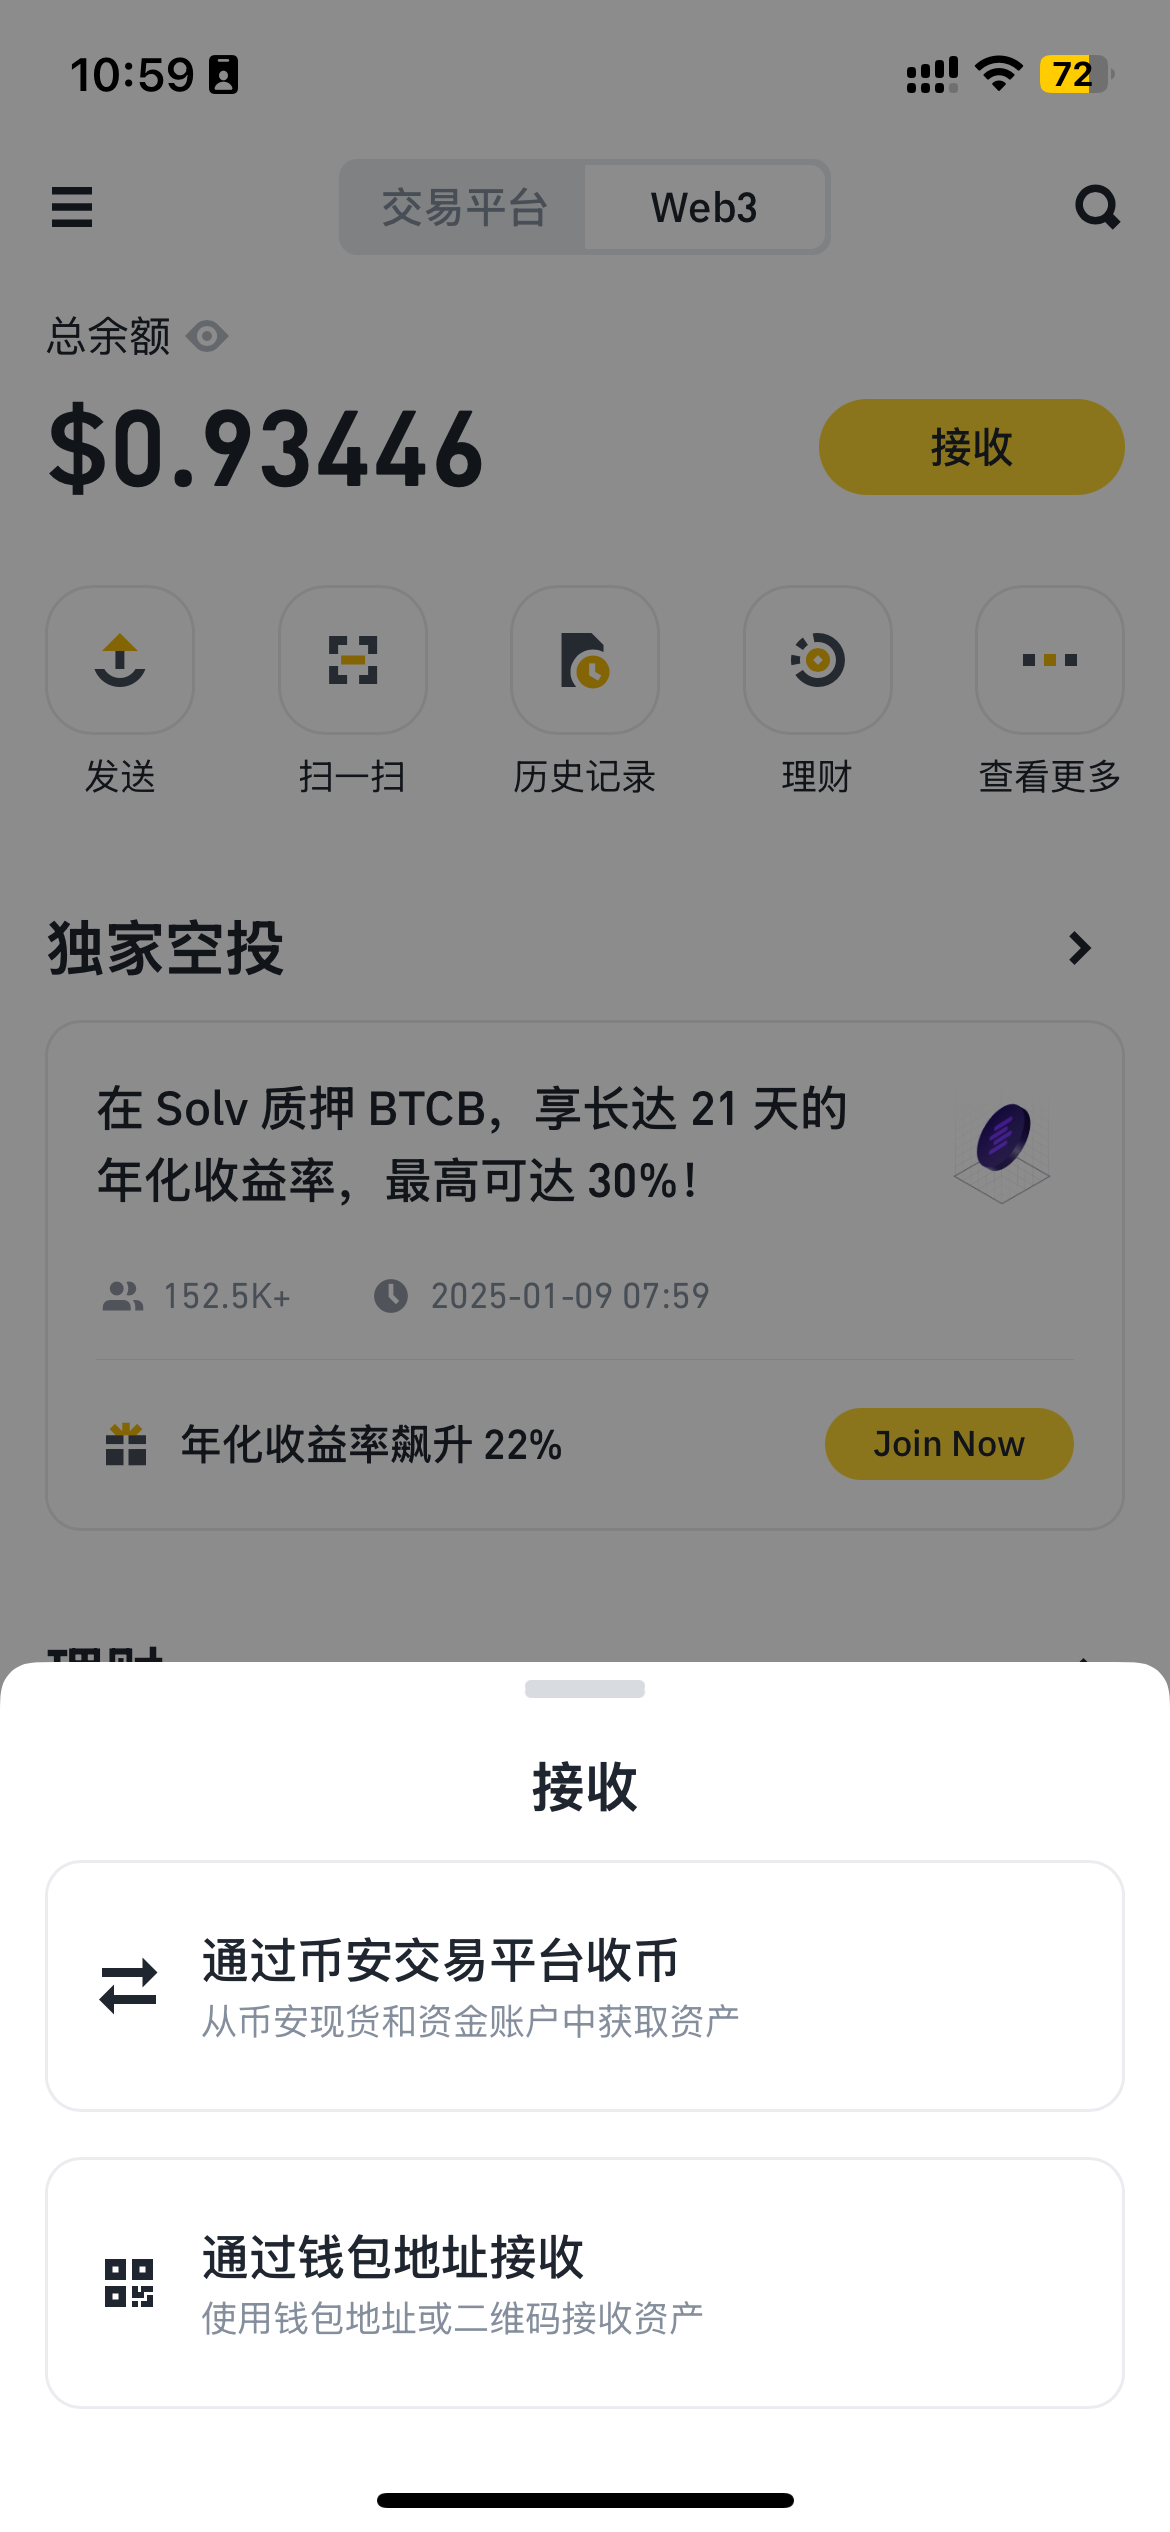 10:59
72
交易平台
Web3
总余额
$0.93446
接收
发送
扫一扫
历史记录
理财
查看更多
独家空投
在 Solv 质押 BTCB，享长达 21 天的
年化收益率，最高可达 30%！
152.5K+
2025-01-09 07:59
年化收益率飙升 22%
Join Now
理财
接收
通过币安交易平台收币
从币安现货和资金账户中获取资产
通过钱包地址接收
使用钱包地址或二维码接收资产